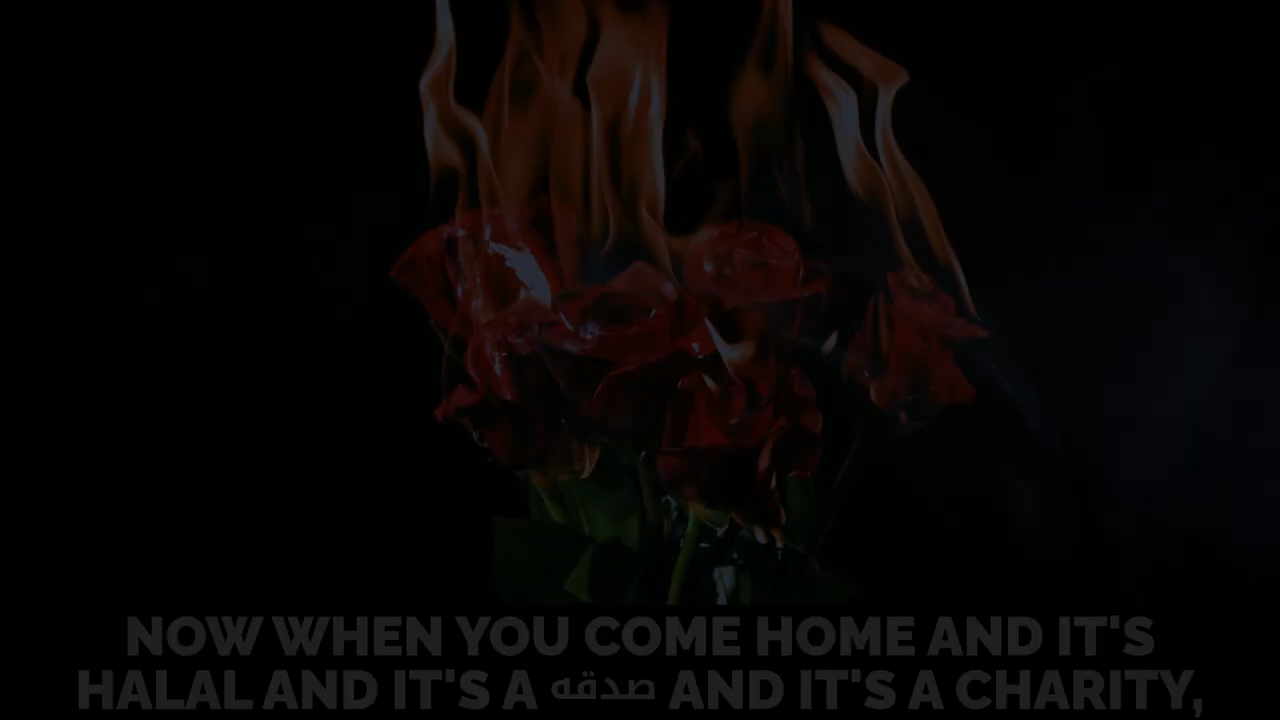 NOW WHEN YOU COME HOME AND IT'S
HALAL AND IT'S A صدقه AND IT'S A CHARITY,